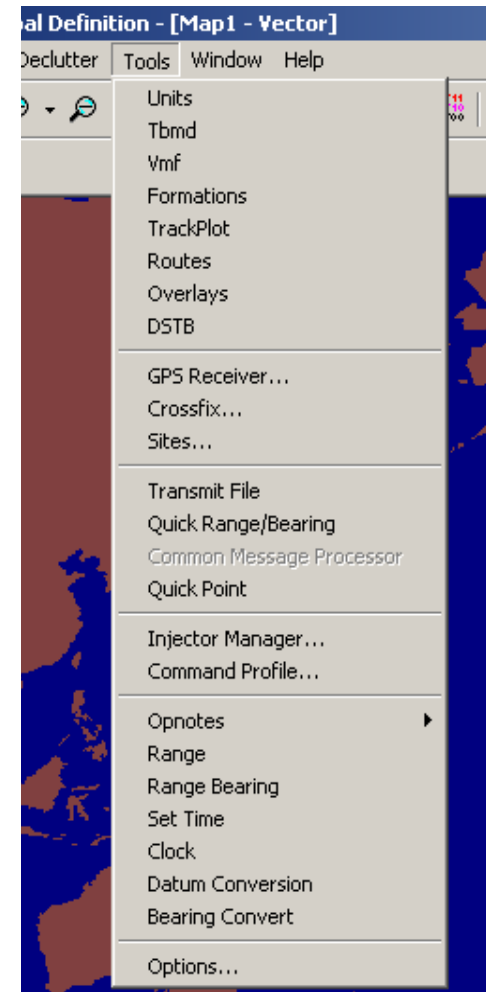 al Definition - [Map1 - Vector]
Declutter Tools Window Help
Units
Tbmd
Vmf
Formations
TrackPlot
Routes
Overlays
DSTB
GPS Receiver...
Crossfix...
Sites...
Transmit File
Quick Range/Bearing
Common Message Processor
Quick Point
Injector Manager...
Command Profile...
Opnotes
Range
Range Bearing
Set Time
Clock
Datum Conversion
Bearing Convert
Options...